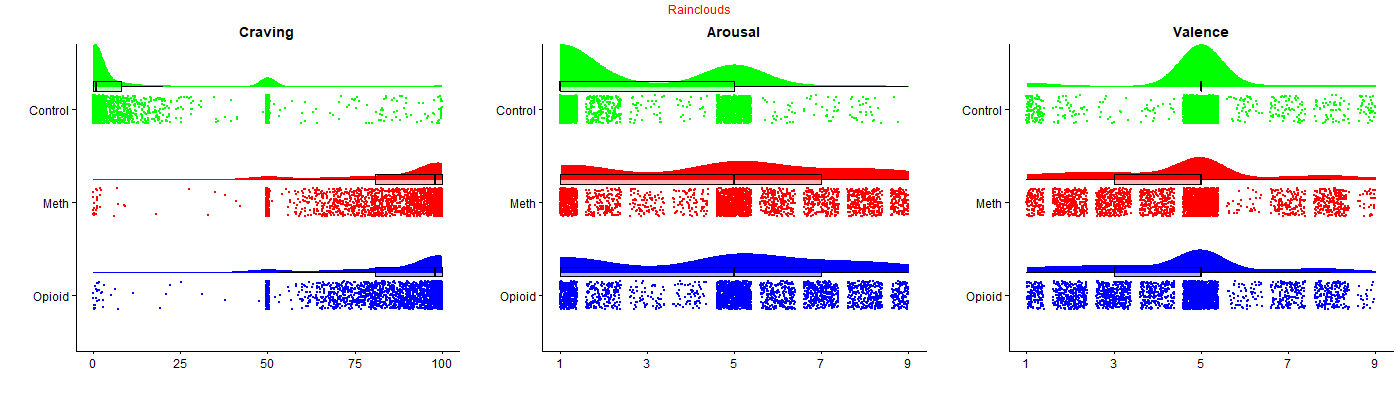 Rainclouds
Craving
Control
Meth
Opioid
0 25 50 75 100
Arousal
Control
Meth
Opioid
1 3 5 7 9
Valence
Control
Meth
Opioid
1 3 5 7 9